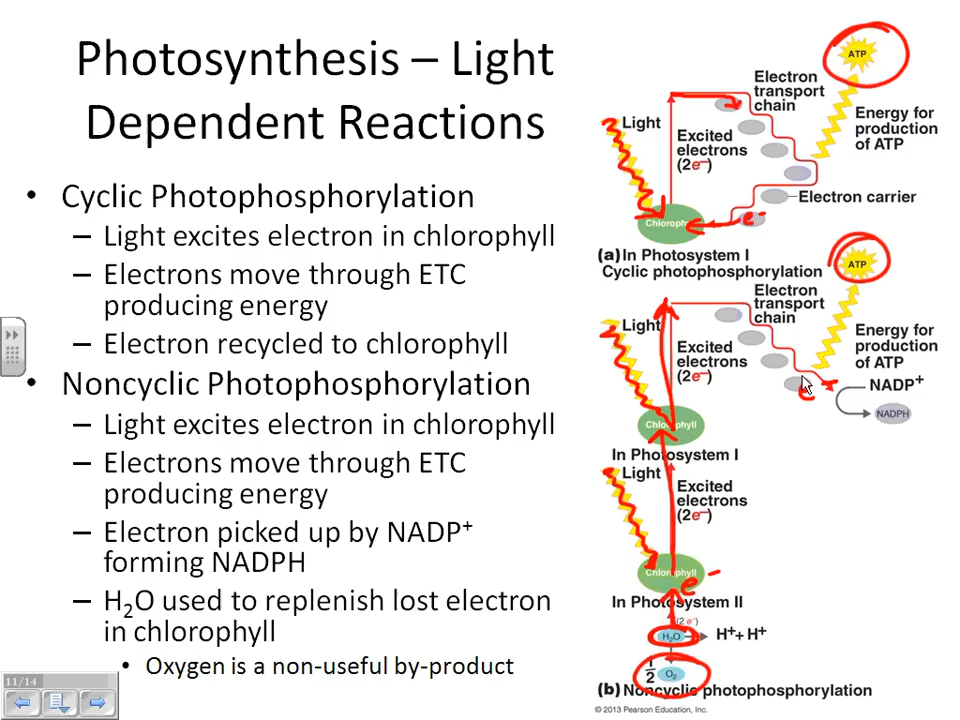 Photosynthesis – Light
Dependent Reactions
• Cyclic Photophosphorylation
– Light excites electron in chlorophyll
– Electrons move through ETC
producing energy
– Electron recycled to chlorophyll
• Noncyclic Photophosphorylation
– Light excites electron in chlorophyll
– Electrons move through ETC
producing energy
– Electron picked up by NADP⁺
forming NADPH
– H₂O used to replenish lost electron
in chlorophyll
• Oxygen is a non-useful by-product
11/14
ATP
Electron
transport
chain
Light
Energy for
production
of ATP
Excited
electrons
(2e⁻)
Electron carrier
e⁻
(a) In Photosystem I
Cyclic photophosphorylation
ATP
Electron
transport
chain
Light
Energy for
production
of ATP
Excited
electrons
(2e⁻)
NADP⁺
e⁻
NADPH
Chlorophyll
In Photosystem I
Light
Excited
electrons
(2e⁻)
Chlorophyll
e⁻
In Photosystem II
(2 e⁻)
H₂O
H⁺ + H⁺
1/2
O₂
(b) Noncyclic photophosphorylation
© 2013 Pearson Education, Inc.